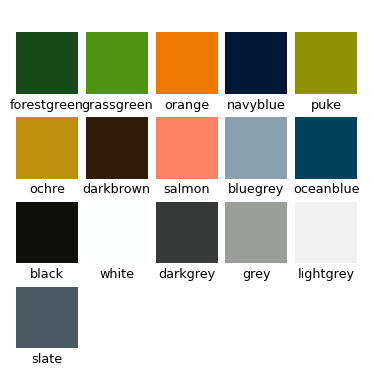 forestgreen grassgreen orange navyblue puke
ochre darkbrown salmon bluegrey oceanblue
black white darkgrey grey lightgrey
slate